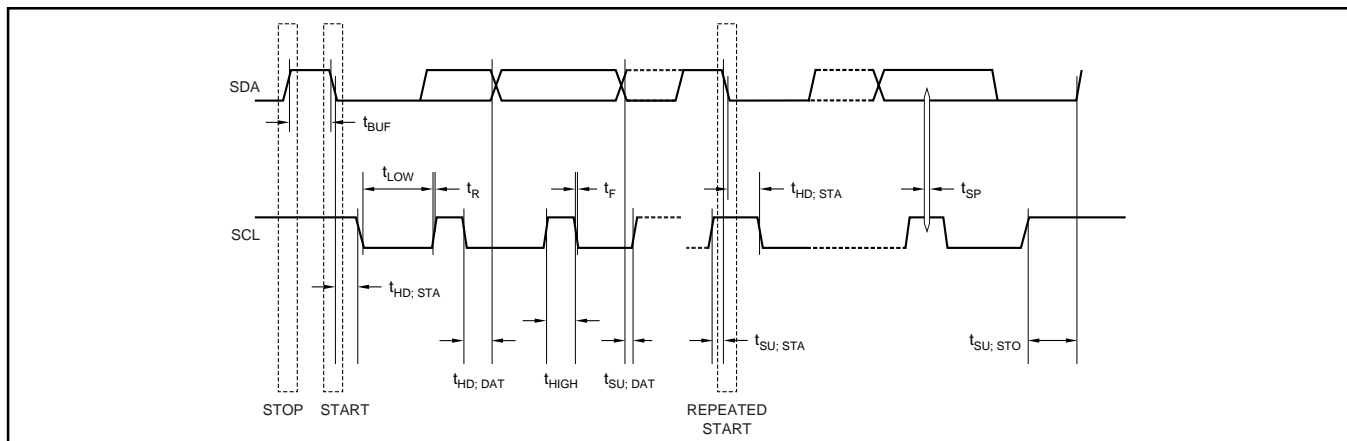 SDA
tBUF
tLOW
tR
tF
tHD; STA
tSP
SCL
tHD; STA
tSU; STA
tSU; STO
tHD; DAT
tHIGH
tSU; DAT
STOP
START
REPEATED
START